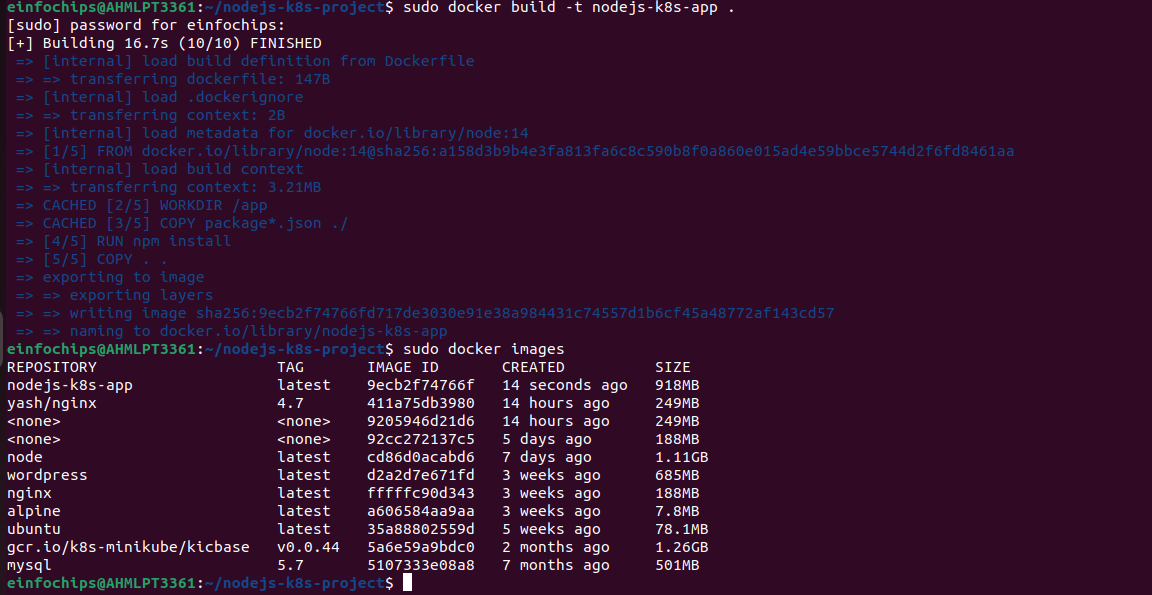 einfochips@AHMLPT3361:~/nodejs-k8s-project$ sudo docker build -t nodejs-k8s-app .
[sudo] password for einfochips:
[+] Building 16.7s (10/10) FINISHED
=> [internal] load build definition from Dockerfile
=> => transferring dockerfile: 147B
=> [internal] load .dockerignore
=> => transferring context: 2B
=> [internal] load metadata for docker.io/library/node:14
=> [1/5] FROM docker.io/library/node:14@sha256:a158d3b9b4e3fa813fa6c8c590b8f0a860e015ad4e59bbce5744d2f6fd8461aa
=> [internal] load build context
=> => transferring context: 3.21MB
=> CACHED [2/5] WORKDIR /app
=> CACHED [3/5] COPY package*.json ./
=> [4/5] RUN npm install
=> [5/5] COPY . .
=> exporting to image
=> => exporting layers
=> => writing image sha256:9ecb2f74766fd717de3030e91e38a984431c74557d1b6cf45a48772af143cd57
=> => naming to docker.io/library/nodejs-k8s-app
einfochips@AHMLPT3361:~/nodejs-k8s-project$ sudo docker images
REPOSITORY TAG IMAGE ID CREATED SIZE
nodejs-k8s-app latest 9ecb2f74766f 14 seconds ago 918MB
yash/nginx 4.7 411a75db3980 14 hours ago 249MB
<none> <none> 9205946d21d6 14 hours ago 249MB
<none> <none> 92cc272137c5 5 days ago 188MB
node latest cd86d0acabd6 7 days ago 1.11GB
wordpress latest d2a2d7e671fd 3 weeks ago 685MB
nginx latest fffffc90d343 3 weeks ago 188MB
alpine latest a606584aa9aa 3 weeks ago 7.8MB
ubuntu latest 35a88802559d 5 weeks ago 78.1MB
gcr.io/k8s-minikube/kicbase v0.0.44 5a6e59a9bdc0 2 months ago 1.26GB
mysql 5.7 5107333e08a8 7 months ago 501MB
einfochips@AHMLPT3361:~/nodejs-k8s-project$